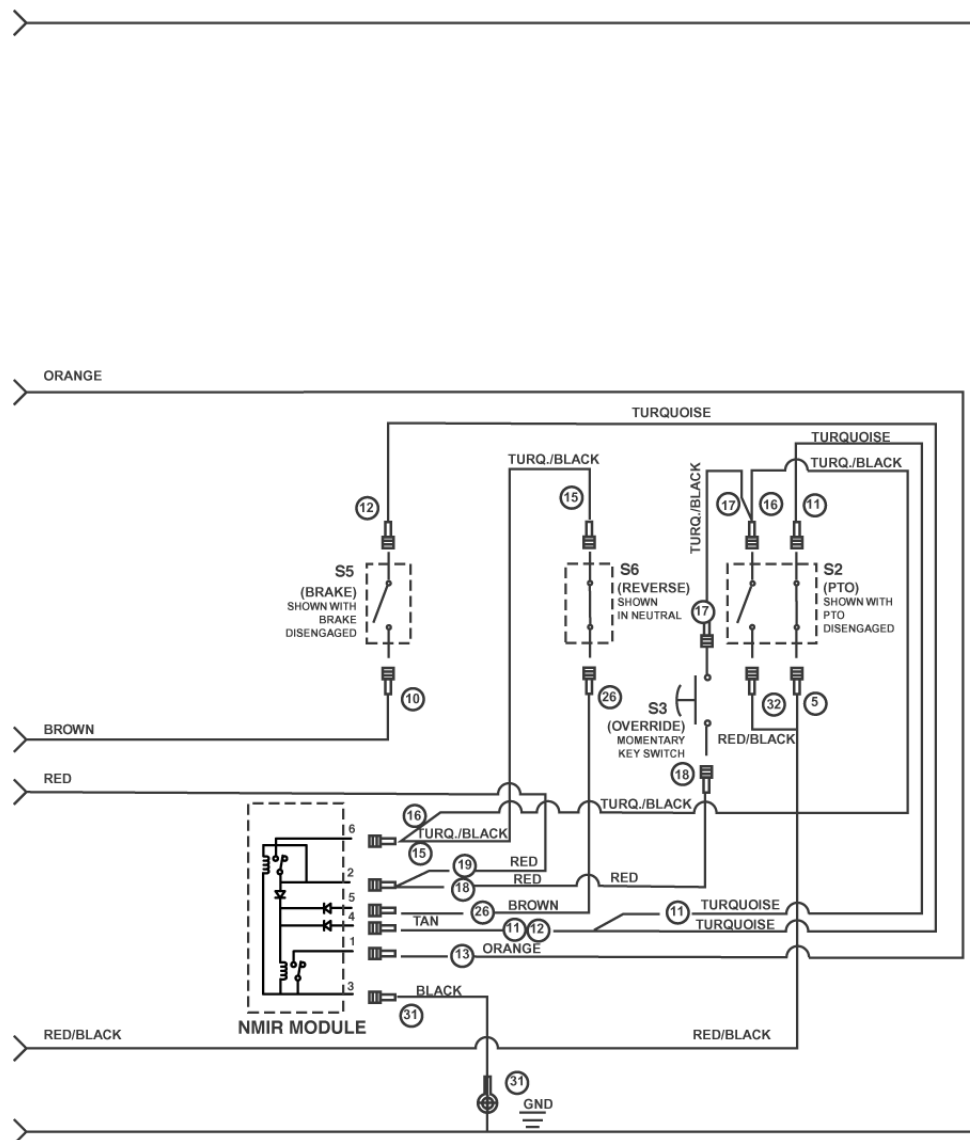 ORANGE
TURQUOISE
TURQUOISE
TURQ./BLACK
TURQ./BLACK
TURQ./BLACK
12
15
17
16
11
S5
(BRAKE)
SHOWN WITH
BRAKE
DISENGAGED
S6
(REVERSE)
SHOWN
IN NEUTRAL
S2
(PTO)
SHOWN WITH
PTO
DISENGAGED
17
10
26
32
5
S3
(OVERRIDE)
MOMENTARY
KEY SWITCH
RED/BLACK
BROWN
18
RED
16
TURQ./BLACK
6
TURQ./BLACK
15
19
RED
2
18
RED
RED
5
26
BROWN
11
TURQUOISE
4
TAN
11
12
TURQUOISE
1
13
ORANGE
3
BLACK
31
NMIR MODULE
RED/BLACK
RED/BLACK
31
GND